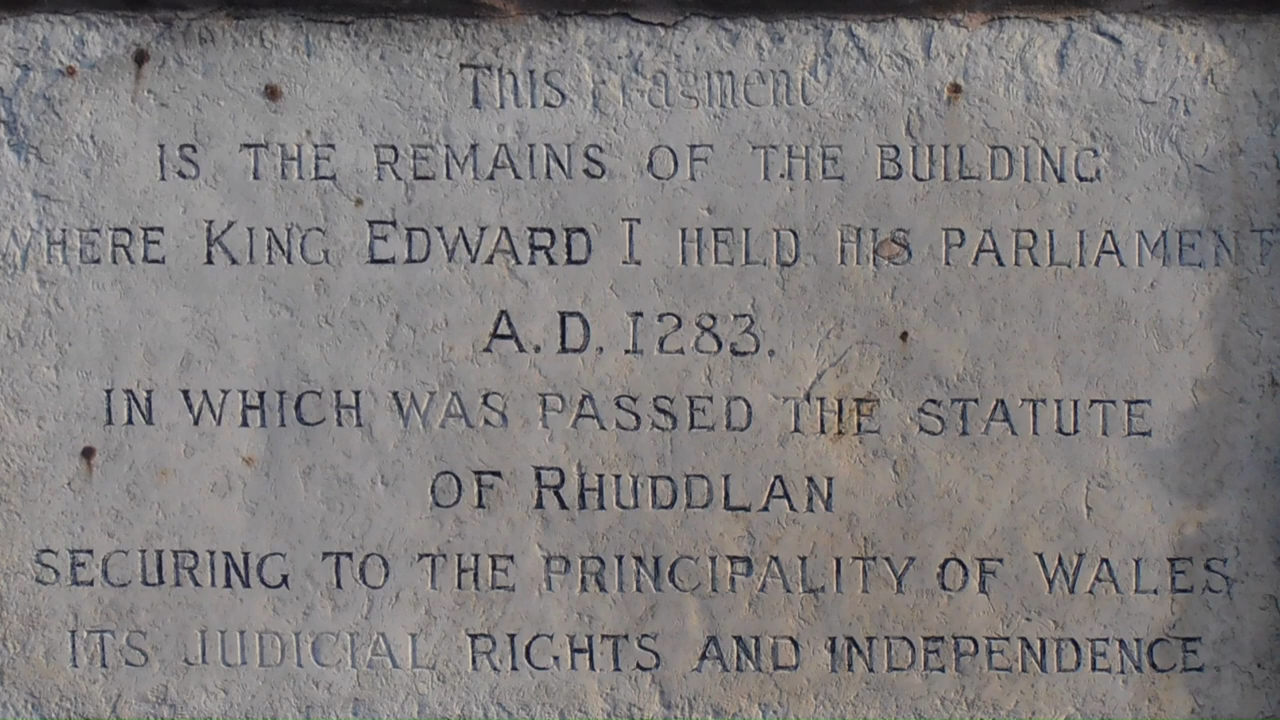 This Fragment
IS THE REMAINS OF THE BUILDING
WHERE KING EDWARD I HELD HIS PARLIAMENT
A.D. 1283.
IN WHICH WAS PASSED THE STATUTE
OF RHUDDLAN
SECURING TO THE PRINCIPALITY OF WALES
ITS JUDICIAL RIGHTS AND INDEPENDENCE.